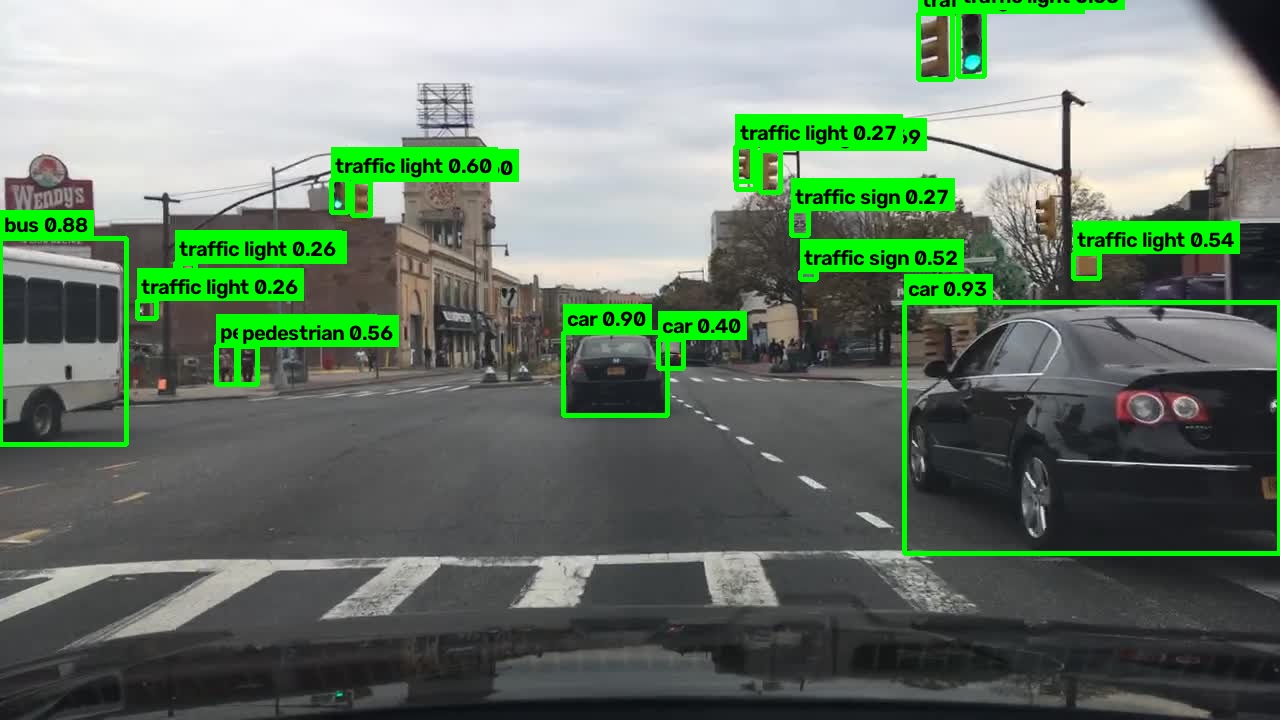 traffic light 0.27
traffic light 0.60
traffic sign 0.27
WENDY'S
bus 0.88
traffic light 0.26
traffic light 0.54
traffic sign 0.52
traffic light 0.26
car 0.93
car 0.90
car 0.40
pedestrian 0.56